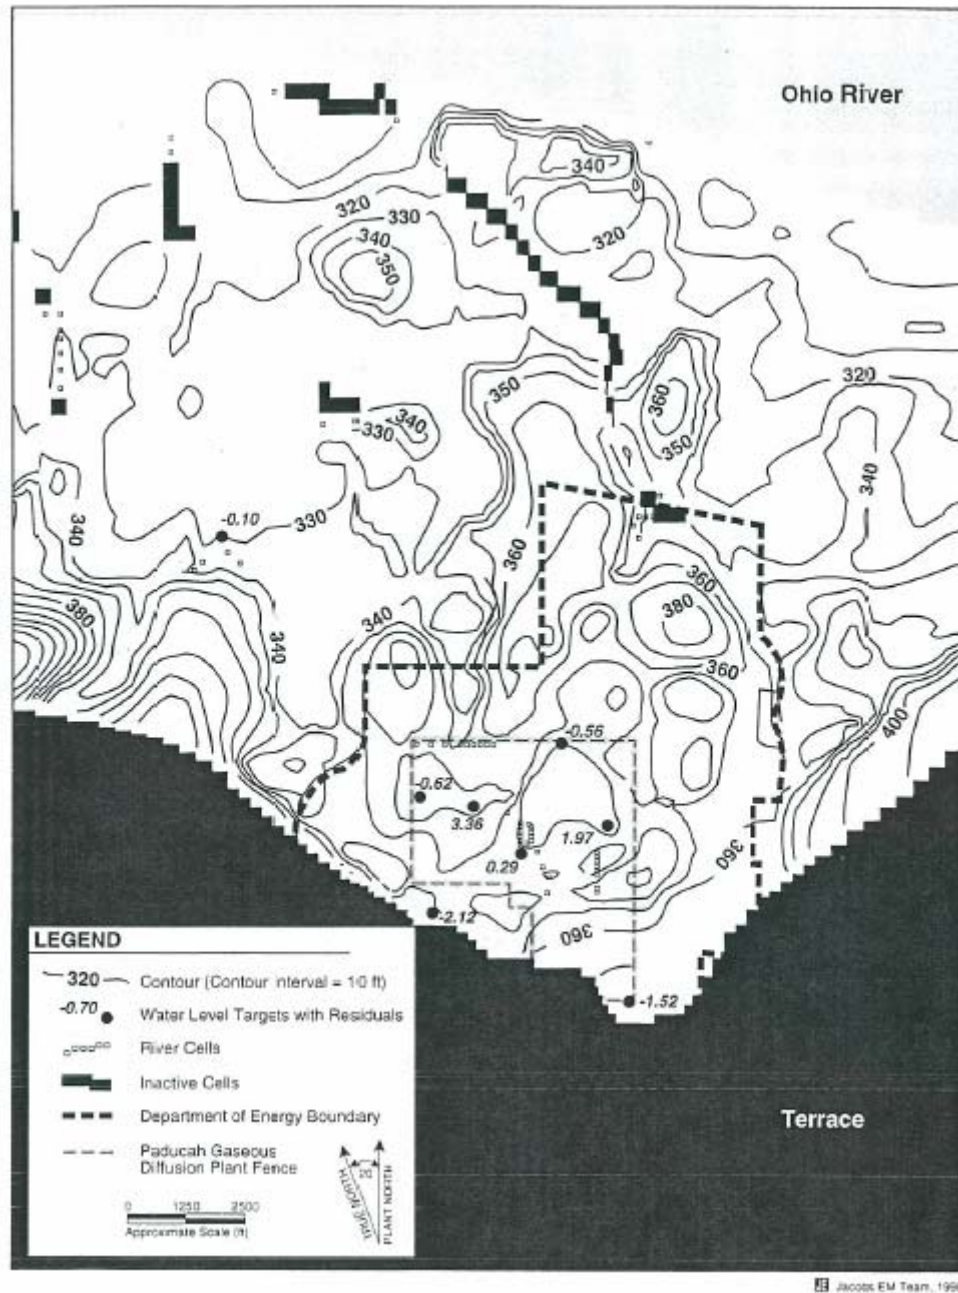 Ohio River
340
320
330
320
340
350
320
350
360
340
330
350
340
-0.10
330
340
360
360
380
380
340
340
360
400
-0.56
-0.62
3.36
1.97
0.29
360
-2.12
360
-1.52
LEGEND
320 Contour (Contour Interval = 10 ft)
-0.70 Water Level Targets with Residuals
River Cells
Inactive Cells
Department of Energy Boundary
Paducah Gaseous
Diffusion Plant Fence
20
TRUE NORTH
PLANT NORTH
0 1250 2500
Approximate Scale (ft)
Terrace
Jacobs EM Team,